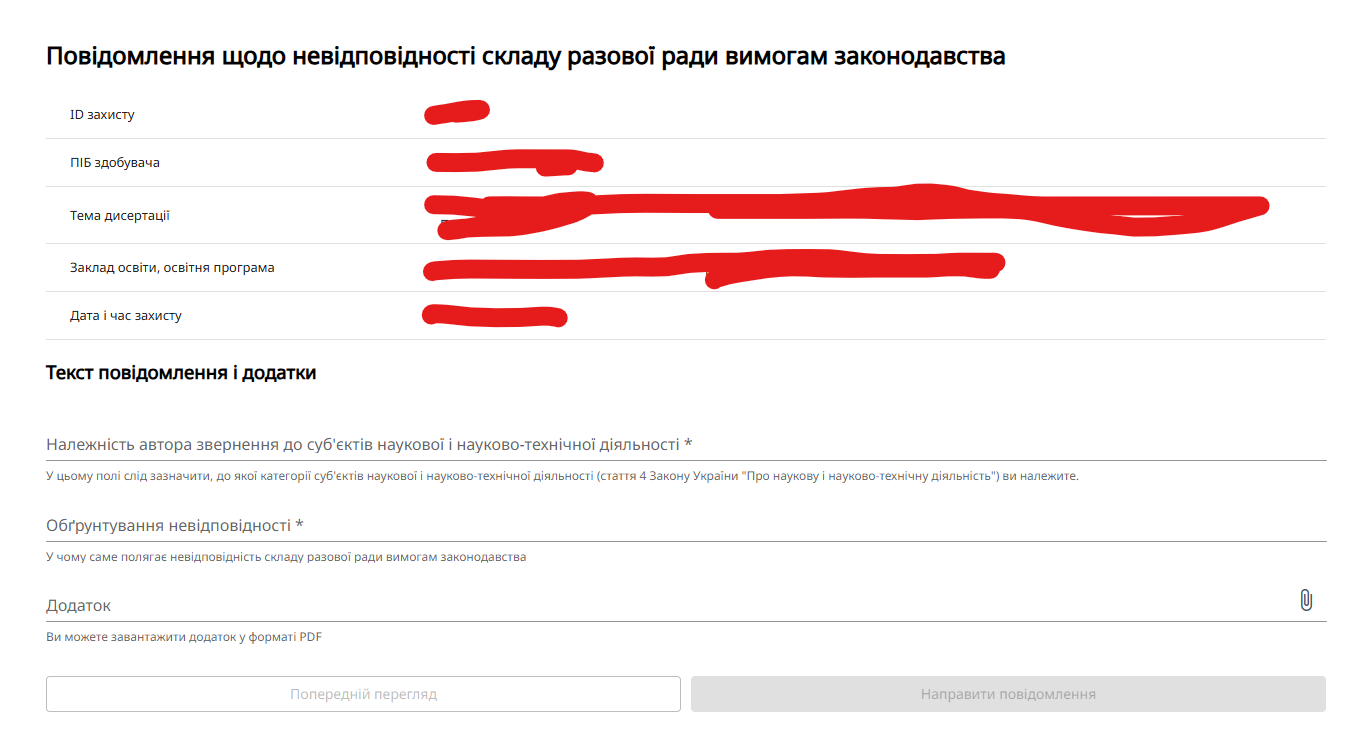 Повідомлення щодо невідповідності складу разової ради вимогам законодавства
ID захисту
ПІБ здобувача
Тема дисертації
Заклад освіти, освітня програма
Дата і час захисту
Текст повідомлення і додатки
Належність автора звернення до суб'єктів наукової і науково-технічної діяльності *
У цьому полі слід зазначити, до якої категорії суб'єктів наукової і науково-технічної діяльності (стаття 4 Закону України "Про наукову і науково-технічну діяльність") ви належите.
Обґрунтування невідповідності *
У чому саме полягає невідповідність складу разової ради вимогам законодавства
Додаток
Ви можете завантажити додаток у форматі PDF
Попередній перегляд
Направити повідомлення